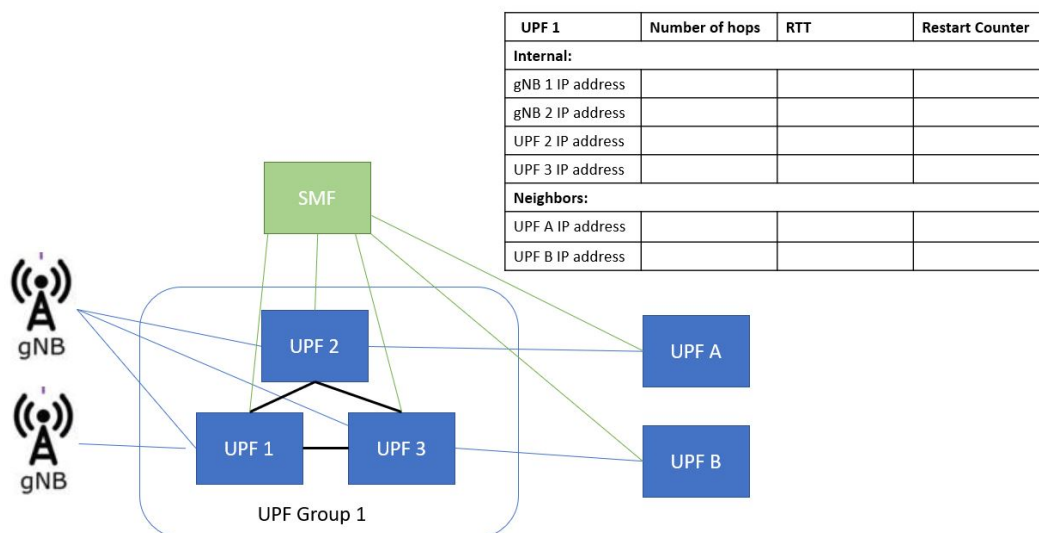 UPF 1 Number of hops RTT Restart Counter
Internal:
gNB 1 IP address
gNB 2 IP address
UPF 2 IP address
UPF 3 IP address
Neighbors:
UPF A IP address
UPF B IP address
SMF
gNB
UPF 2
UPF A
gNB
UPF 1
UPF 3
UPF B
UPF Group 1